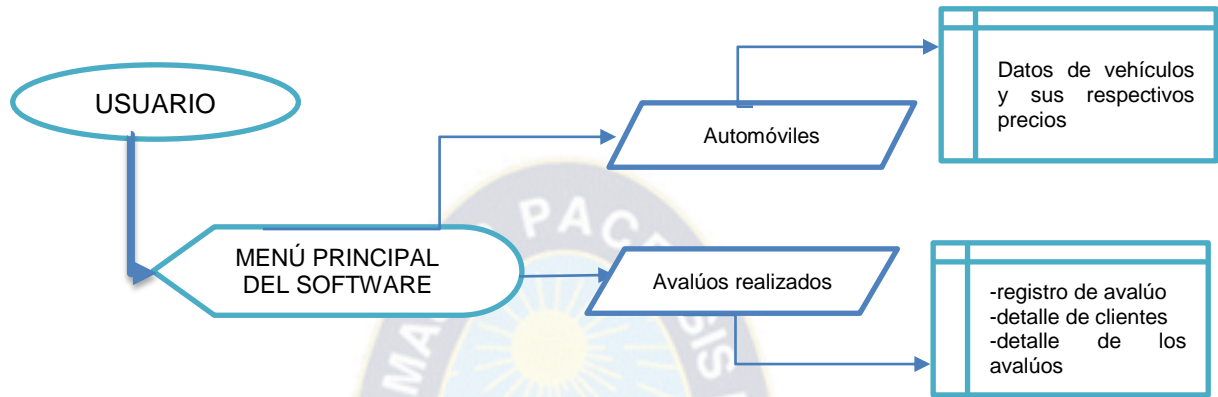 USUARIO
MENÚ PRINCIPAL
DEL SOFTWARE
Automóviles
Datos de vehículos
y sus respectivos
precios
Avalúos realizados
-registro de avalúo
-detalle de clientes
-detalle de los
avalúos